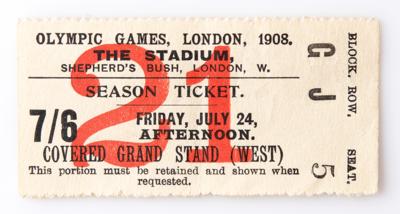 OLYMPIC GAMES, LONDON, 1908.
THE STADIUM,
SHEPHERD'S BUSH, LONDON, W.
SEASON TICKET.
21
7/6
FRIDAY, JULY 24,
AFTERNOON.
COVERED GRAND STAND (WEST)
This portion must be retained and shown when
requested.
BLOCK. ROW. SEAT.
G J 5